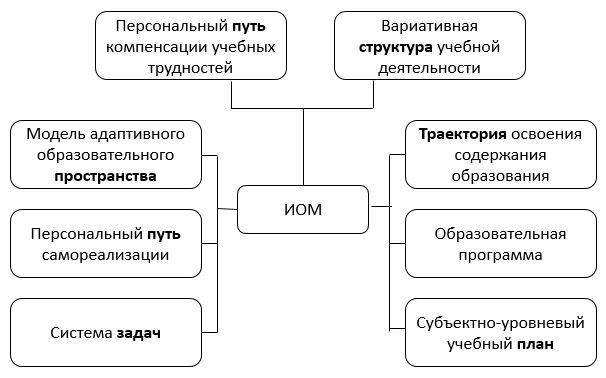 Персональный путь
компенсации учебных
трудностей
Вариативная
структура учебной
деятельности
Модель адаптивного
образовательного
пространства
Траектория освоения
содержания
образования
ИОМ
Персональный путь
самореализации
Образовательная
программа
Система задач
Субъектно-уровневый
учебный план